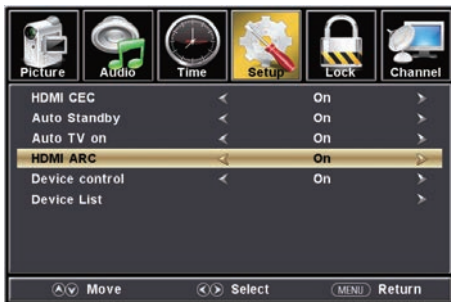 Picture Audio Time Setup Lock Channel
HDMI CEC On
Auto Standby On
Auto TV on On
HDMI ARC On
Device control On
Device List
Move Select MENU Return